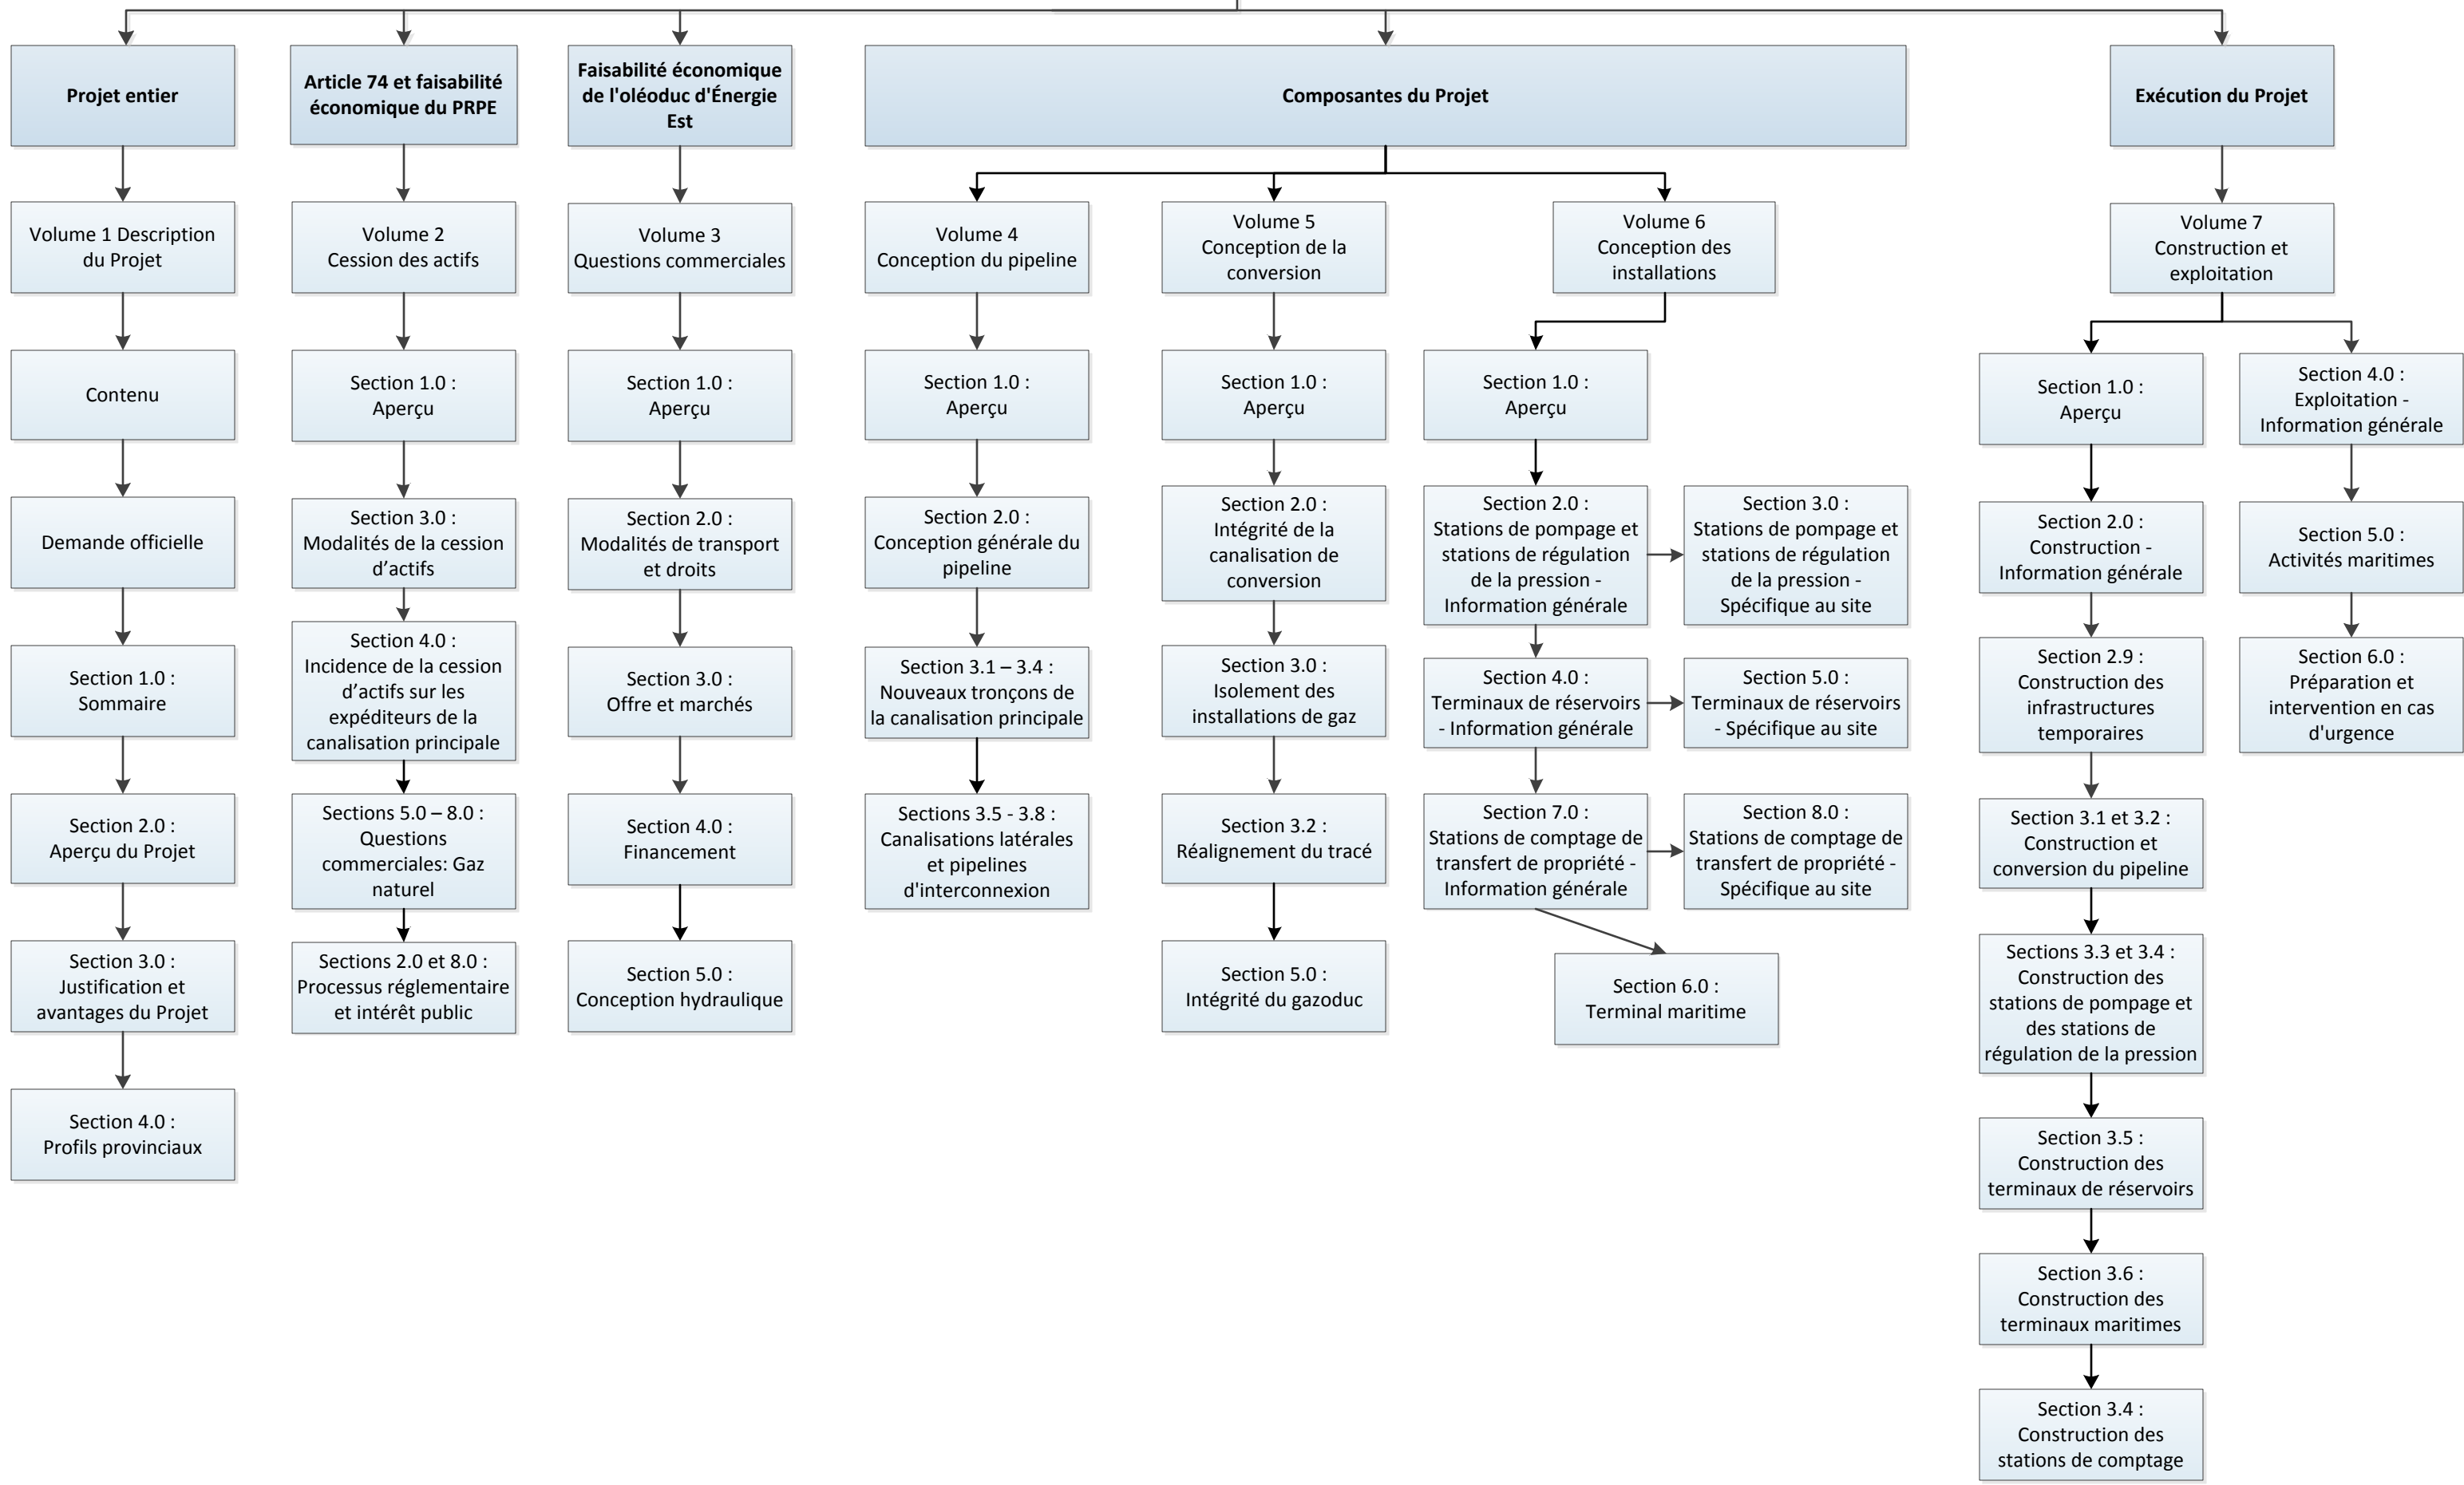 Projet entier
Article 74 et faisabilité
économique du PRPE
Faisabilité économique
de l'oléoduc d'Énergie
Est
Composantes du Projet
Exécution du Projet
Volume 1 Description
du Projet
Contenu
Demande officielle
Section 1.0 :
Sommaire
Section 2.0 :
Aperçu du Projet
Section 3.0 :
Justification et
avantages du Projet
Section 4.0 :
Profils provinciaux
Volume 2
Cession des actifs
Section 1.0 :
Aperçu
Section 3.0 :
Modalités de la cession
d’actifs
Section 4.0 :
Incidence de la cession
d’actifs sur les
expéditeurs de la
canalisation principale
Sections 5.0 – 8.0 :
Questions
commerciales: Gaz
naturel
Sections 2.0 et 8.0 :
Processus réglementaire
et intérêt public
Volume 3
Questions commerciales
Section 1.0 :
Aperçu
Section 2.0 :
Modalités de transport
et droits
Section 3.0 :
Offre et marchés
Section 4.0 :
Financement
Section 5.0 :
Conception hydraulique
Volume 4
Conception du pipeline
Section 1.0 :
Aperçu
Section 2.0 :
Conception générale du
pipeline
Section 3.1 – 3.4 :
Nouveaux tronçons de
la canalisation principale
Sections 3.5 - 3.8 :
Canalisations latérales
et pipelines
d'interconnexion
Volume 5
Conception de la
conversion
Section 1.0 :
Aperçu
Section 2.0 :
Intégrité de la
canalisation de
conversion
Section 3.0 :
Isolement des
installations de gaz
Section 3.2 :
Réalignement du tracé
Section 5.0 :
Intégrité du gazoduc
Volume 6
Conception des
installations
Section 1.0 :
Aperçu
Section 2.0 :
Stations de pompage et
stations de régulation
de la pression -
Information générale
Section 3.0 :
Stations de pompage et
stations de régulation
de la pression -
Spécifique au site
Section 4.0 :
Terminaux de réservoirs
- Information générale
Section 5.0 :
Terminaux de réservoirs
- Spécifique au site
Section 7.0 :
Stations de comptage de
transfert de propriété -
Information générale
Section 8.0 :
Stations de comptage de
transfert de propriété -
Spécifique au site
Section 6.0 :
Terminal maritime
Volume 7
Construction et
exploitation
Section 1.0 :
Aperçu
Section 2.0 :
Construction -
Information générale
Section 2.9 :
Construction des
infrastructures
temporaires
Section 3.1 et 3.2 :
Construction et
conversion du pipeline
Sections 3.3 et 3.4 :
Construction des
stations de pompage et
des stations de
régulation de la pression
Section 3.5 :
Construction des
terminaux de réservoirs
Section 3.6 :
Construction des
terminaux maritimes
Section 3.4 :
Construction des
stations de comptage
Section 4.0 :
Exploitation -
Information générale
Section 5.0 :
Activités maritimes
Section 6.0 :
Préparation et
intervention en cas
d'urgence